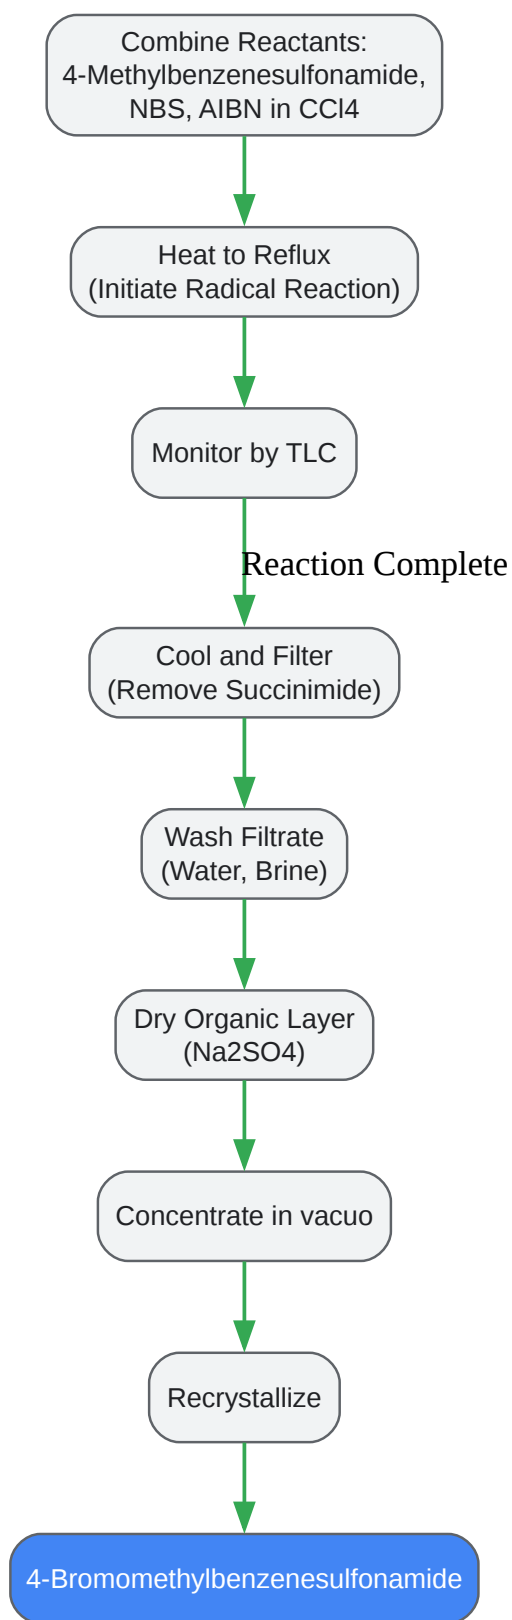 Combine Reactants:
4-Methylbenzenesulfonamide,
NBS, AIBN in CCl4
Heat to Reflux
(Initiate Radical Reaction)
Monitor by TLC
Reaction Complete
Cool and Filter
(Remove Succinimide)
Wash Filtrate
(Water, Brine)
Dry Organic Layer
(Na2SO4)
Concentrate in vacuo
Recrystallize
4-Bromomethylbenzenesulfonamide